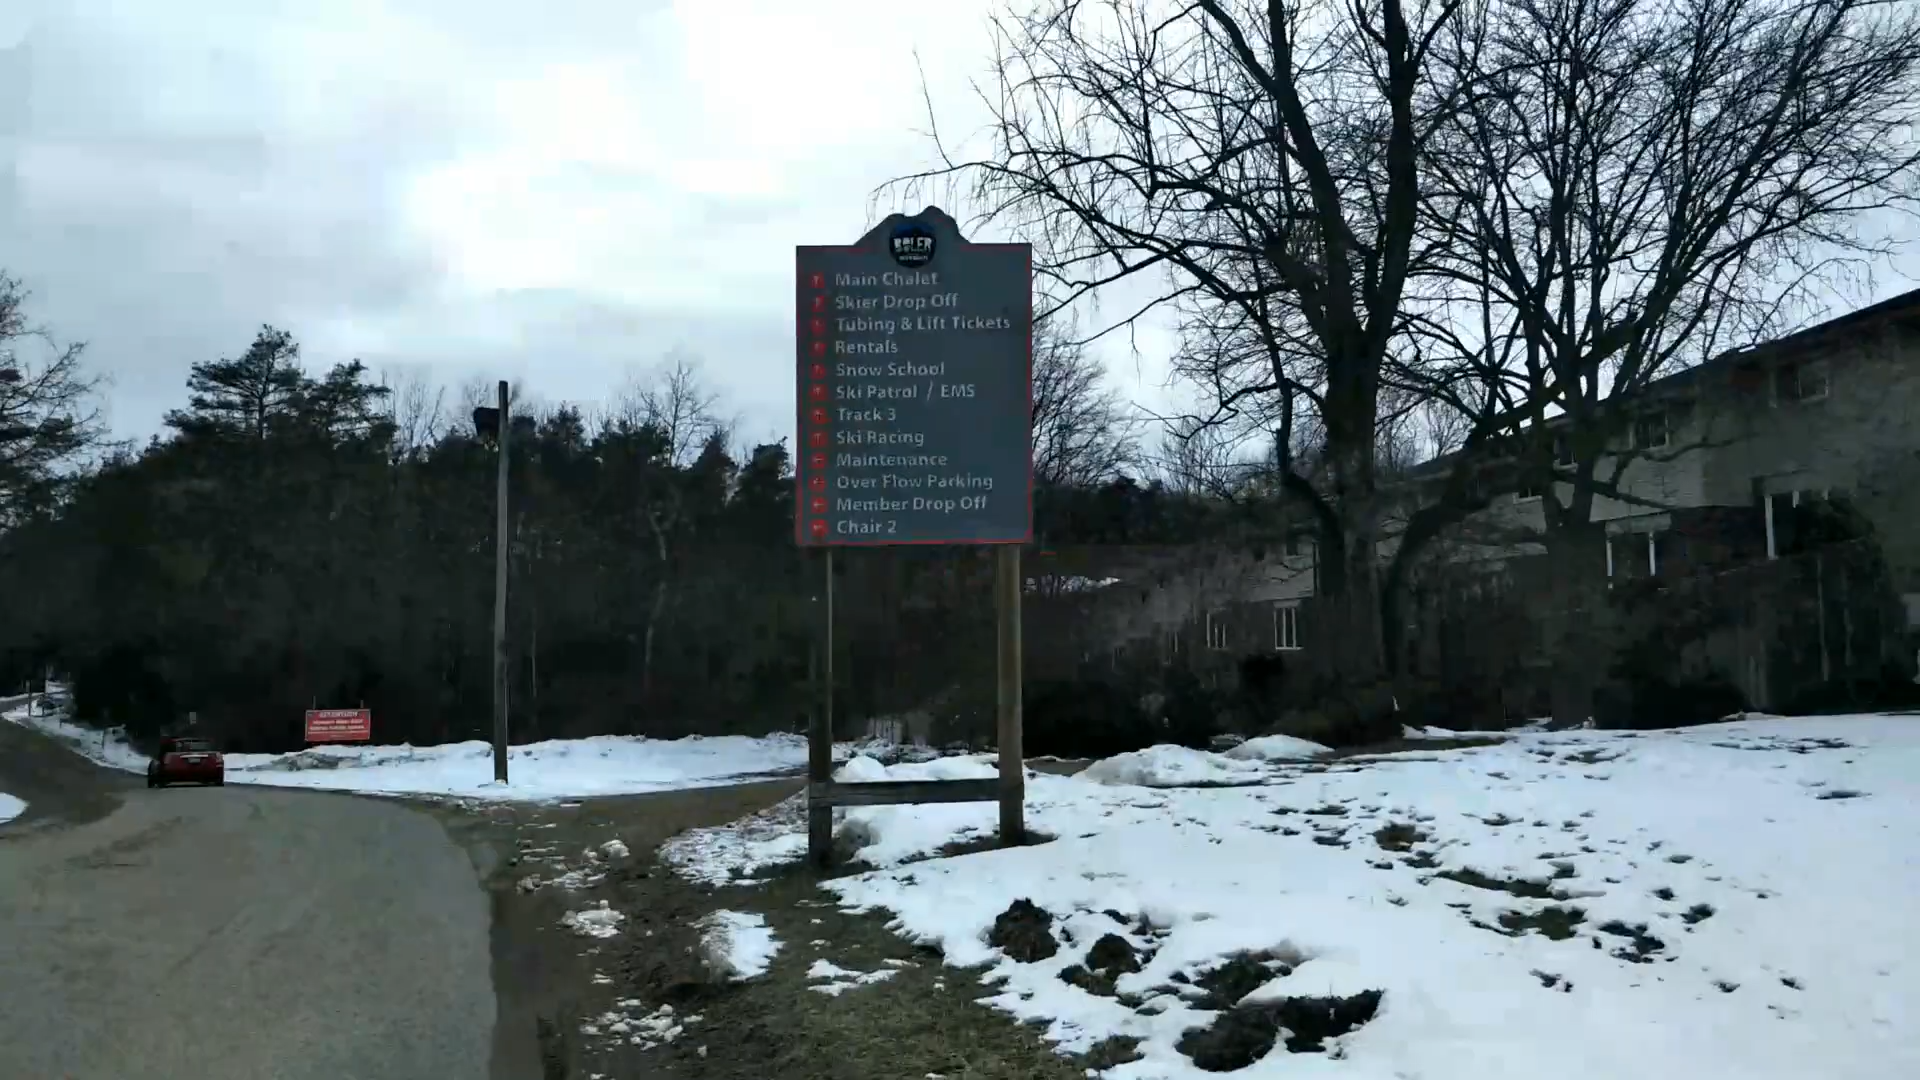 BOLER
Main Chalet
Skier Drop Off
Tubing & Lift Tickets
Rentals
Snow School
Ski Patrol / EMS
Track 3
Ski Racing
Maintenance
Over Flow Parking
Member Drop Off
Chair 2
ATTENTION